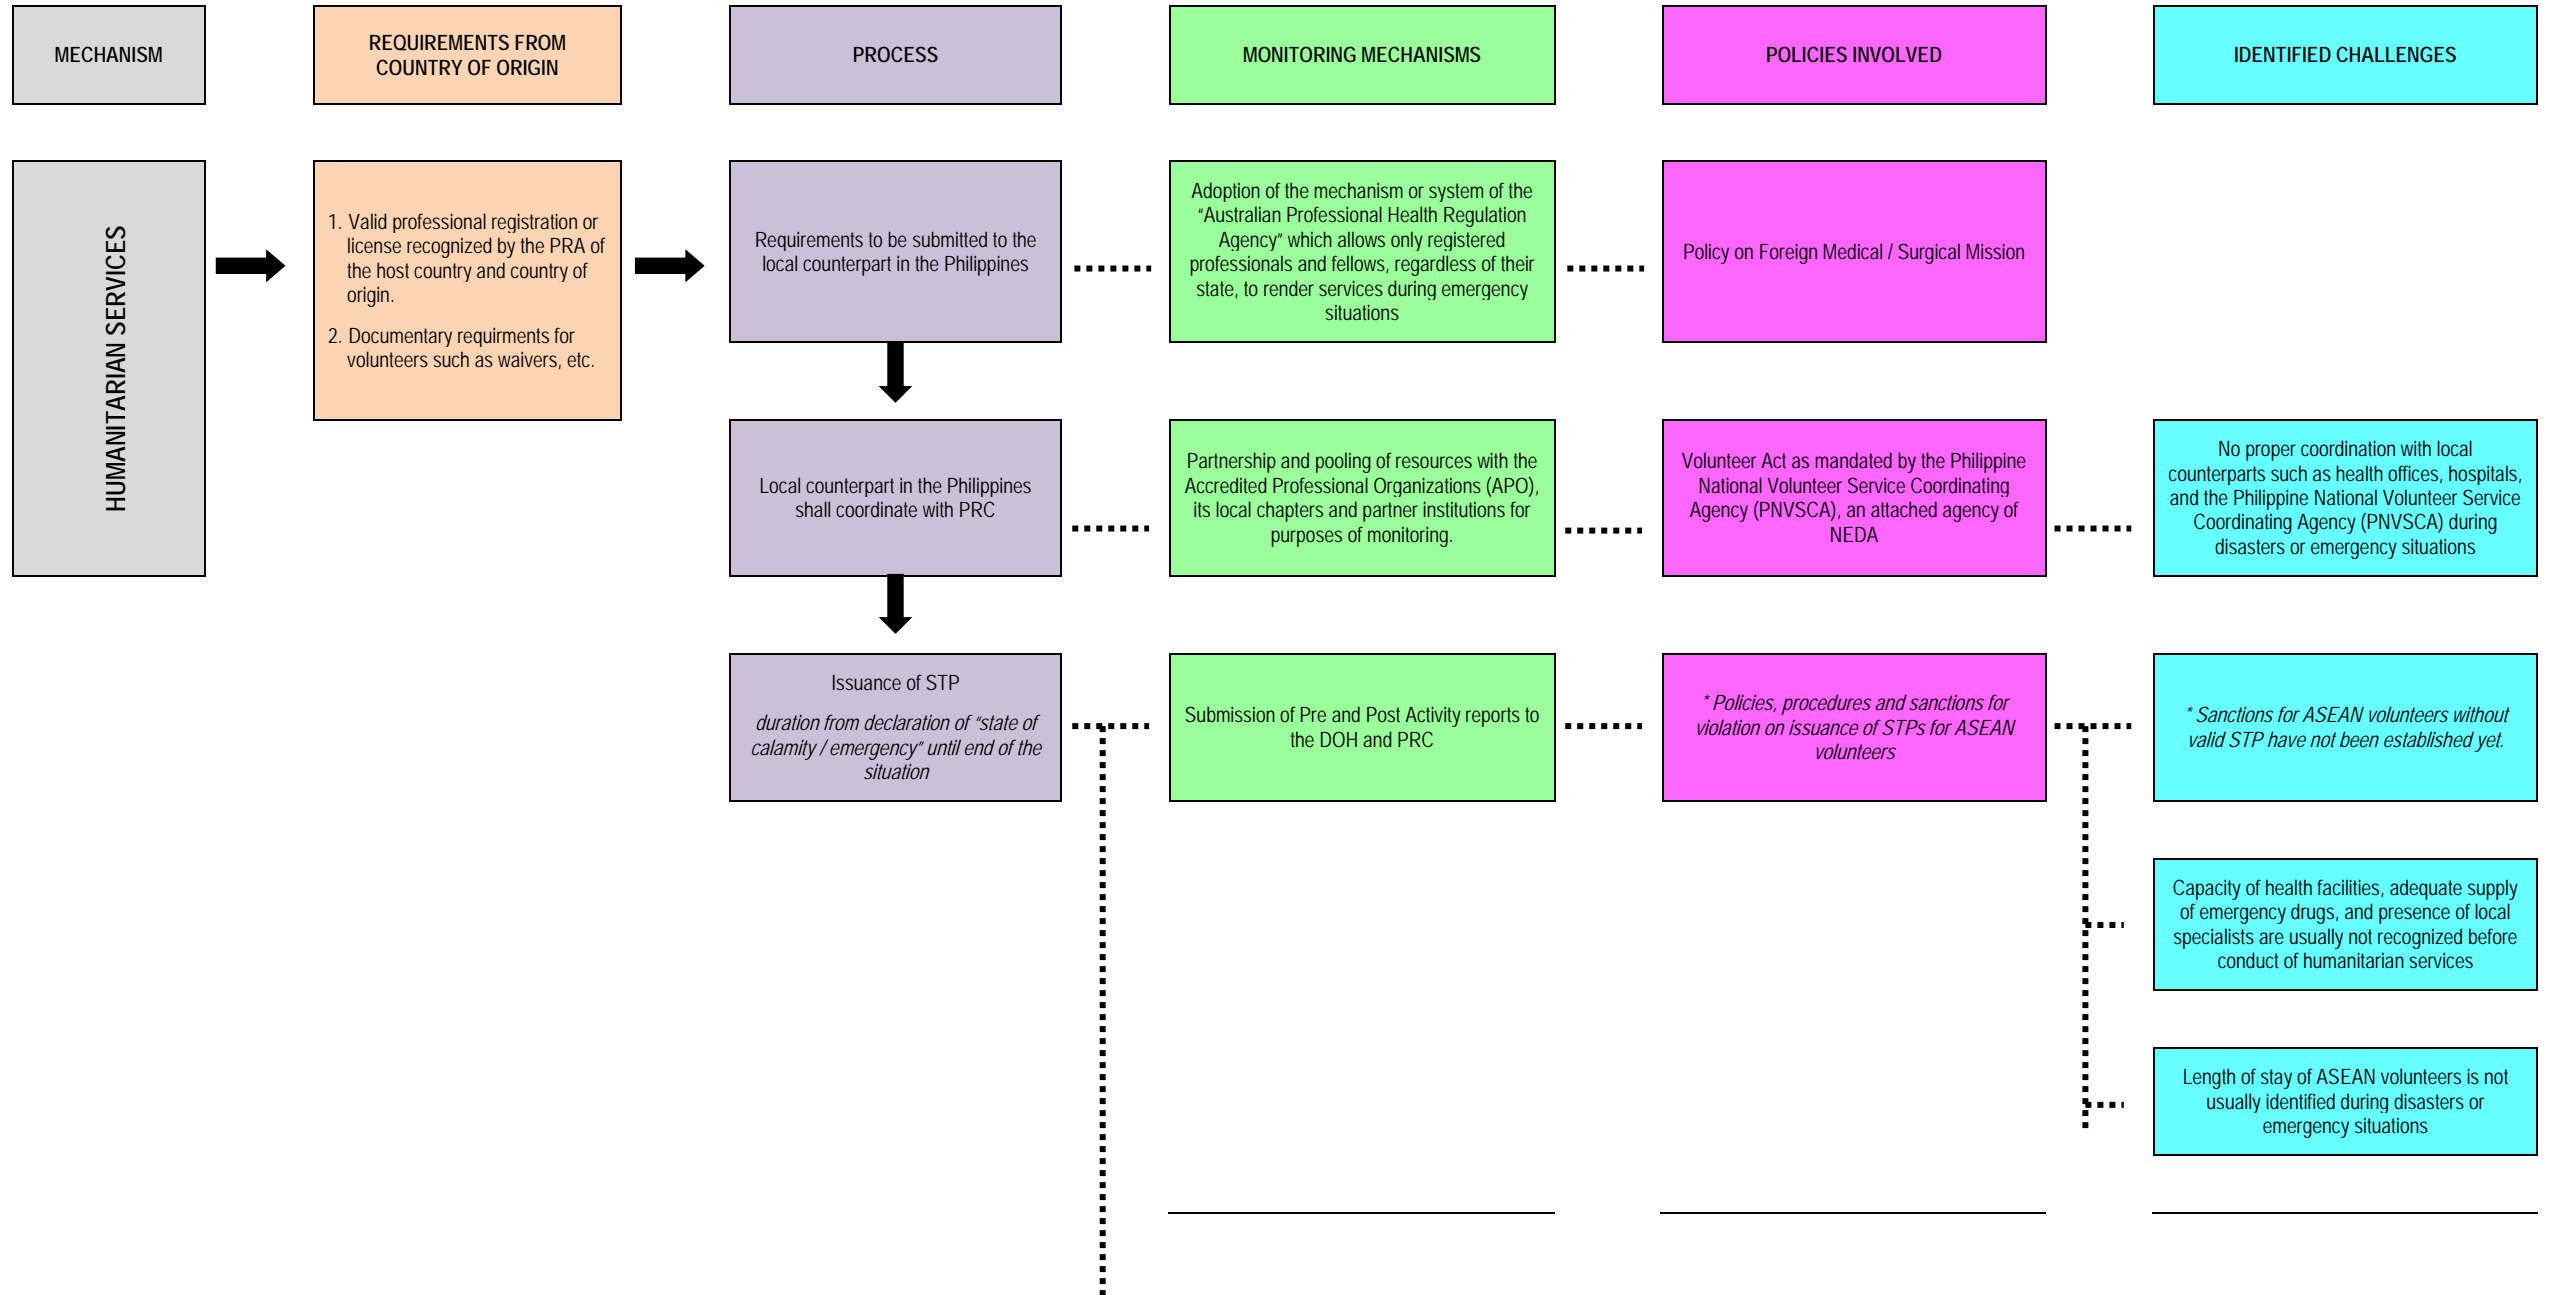 MECHANISM
REQUIREMENTS FROM
COUNTRY OF ORIGIN
PROCESS
MONITORING MECHANISMS
POLICIES INVOLVED
IDENTIFIED CHALLENGES
HUMANITARIAN SERVICES
1. Valid professional registration or
license recognized by the PRA of
the host country and country of
origin.
2. Documentary requirments for
volunteers such as waivers, etc.
Requirements to be submitted to the
local counterpart in the Philippines
Adoption of the mechanism or system of the
“Australian Professional Health Regulation
Agency” which allows only registered
professionals and fellows, regardless of their
state, to render services during emergency
situations
Policy on Foreign Medical / Surgical Mission
Local counterpart in the Philippines
shall coordinate with PRC
Partnership and pooling of resources with the
Accredited Professional Organizations (APO),
its local chapters and partner institutions for
purposes of monitoring.
Volunteer Act as mandated by the Philippine
National Volunteer Service Coordinating
Agency (PNVSCA), an attached agency of
NEDA
No proper coordination with local
counterparts such as health offices, hospitals,
and the Philippine National Volunteer Service
Coordinating Agency (PNVSCA) during
disasters or emergency situations
Issuance of STP
duration from declaration of “state of
calamity / emergency” until end of the
situation
Submission of Pre and Post Activity reports to
the DOH and PRC
* Policies, procedures and sanctions for
violation on issuance of STPs for ASEAN
volunteers
* Sanctions for ASEAN volunteers without
valid STP have not been established yet.
Capacity of health facilities, adequate supply
of emergency drugs, and presence of local
specialists are usually not recognized before
conduct of humanitarian services
Length of stay of ASEAN volunteers is not
usually identified during disasters or
emergency situations